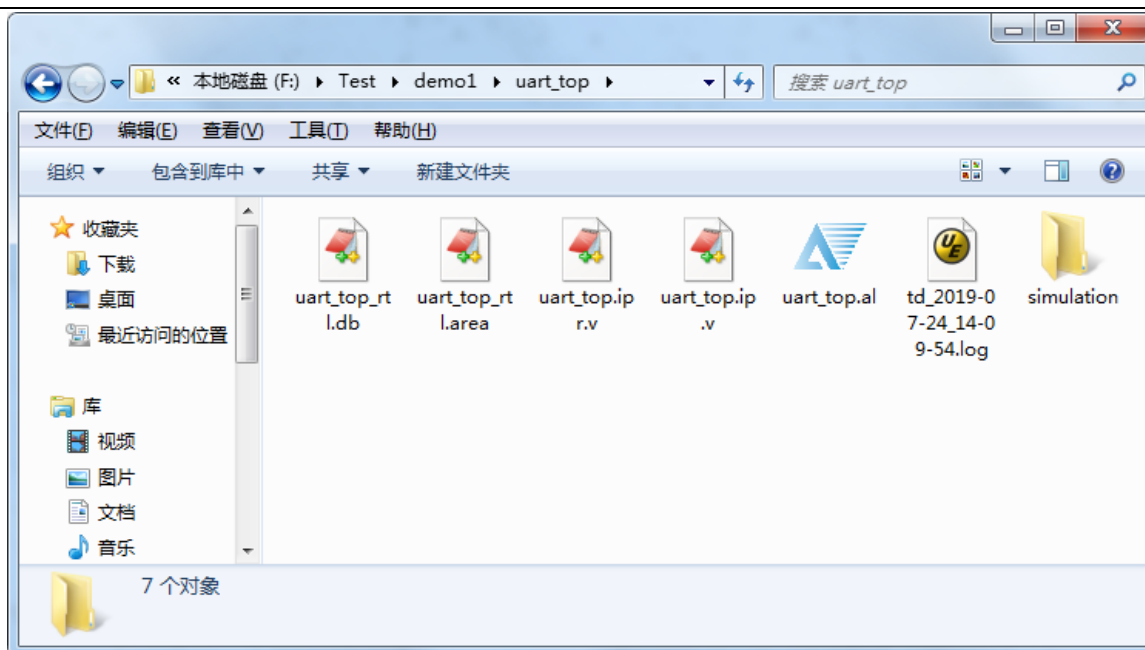 « 本地磁盘 (F:) ▸ Test ▸ demo1 ▸ uart_top ▸
搜索 uart_top
文件(F) 编辑(E) 查看(V) 工具(T) 帮助(H)
组织 包含到库中 共享 新建文件夹
收藏夹
下载
桌面
最近访问的位置
库
视频
图片
文档
音乐
uart_top_rt
l.db
uart_top_rt
l.area
uart_top.ip
r.v
uart_top.ip
.v
uart_top.al
td_2019-0
7-24_14-0
9-54.log
simulation
7 个对象